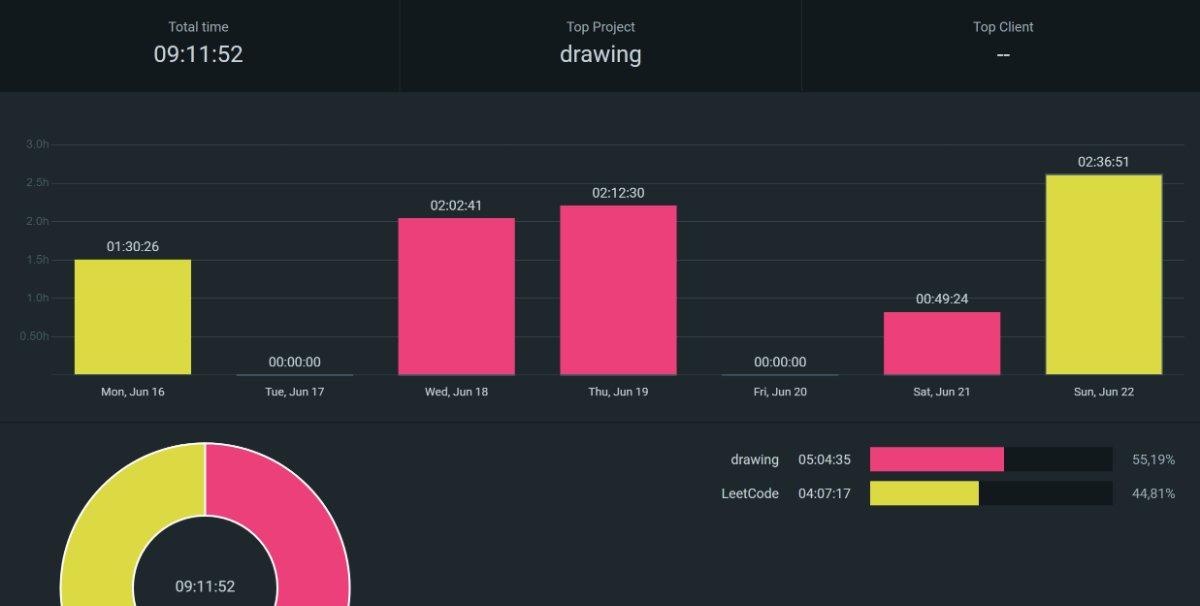 Total time
09:11:52
Top Project
drawing
Top Client
--
3.0h
2.5h
2.0h
1.5h
1.0h
0.50h
01:30:26
00:00:00
02:02:41
02:12:30
00:00:00
00:49:24
02:36:51
Mon, Jun 16
Tue, Jun 17
Wed, Jun 18
Thu, Jun 19
Fri, Jun 20
Sat, Jun 21
Sun, Jun 22
09:11:52
drawing 05:04:35 55,19%
LeetCode 04:07:17 44,81%